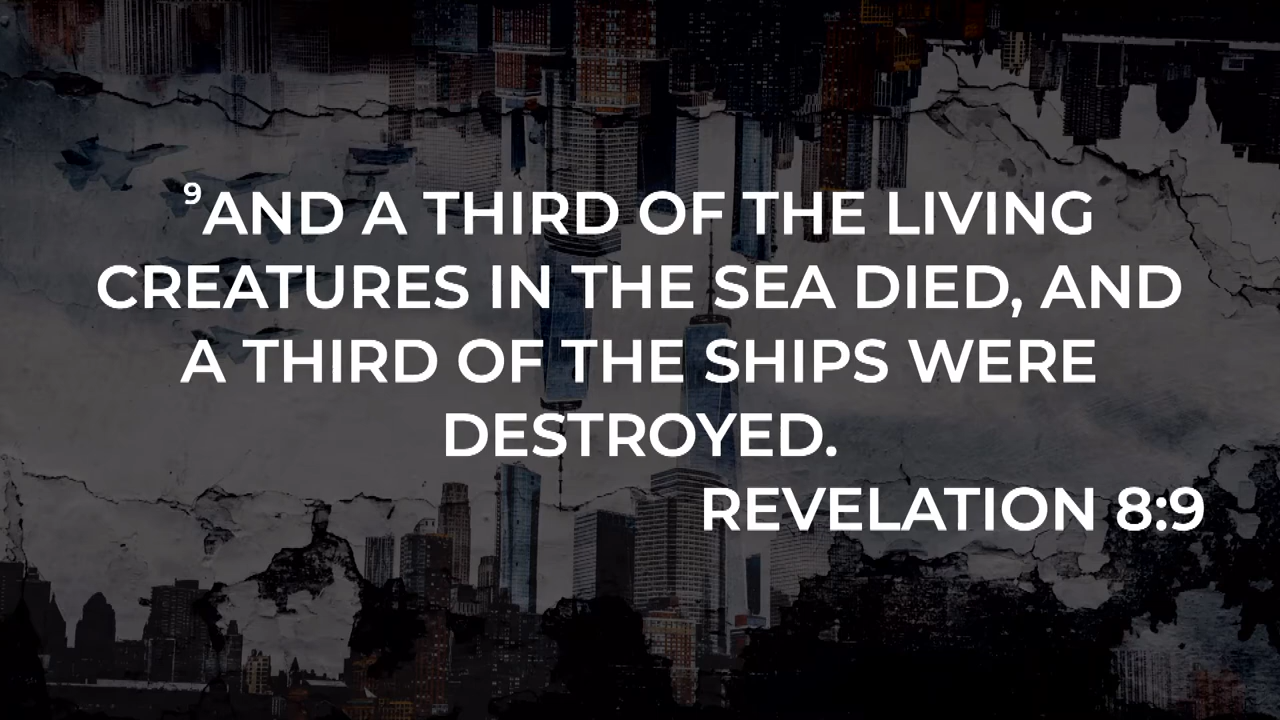 ⁹AND A THIRD OF THE LIVING
CREATURES IN THE SEA DIED, AND
A THIRD OF THE SHIPS WERE
DESTROYED.
REVELATION 8:9